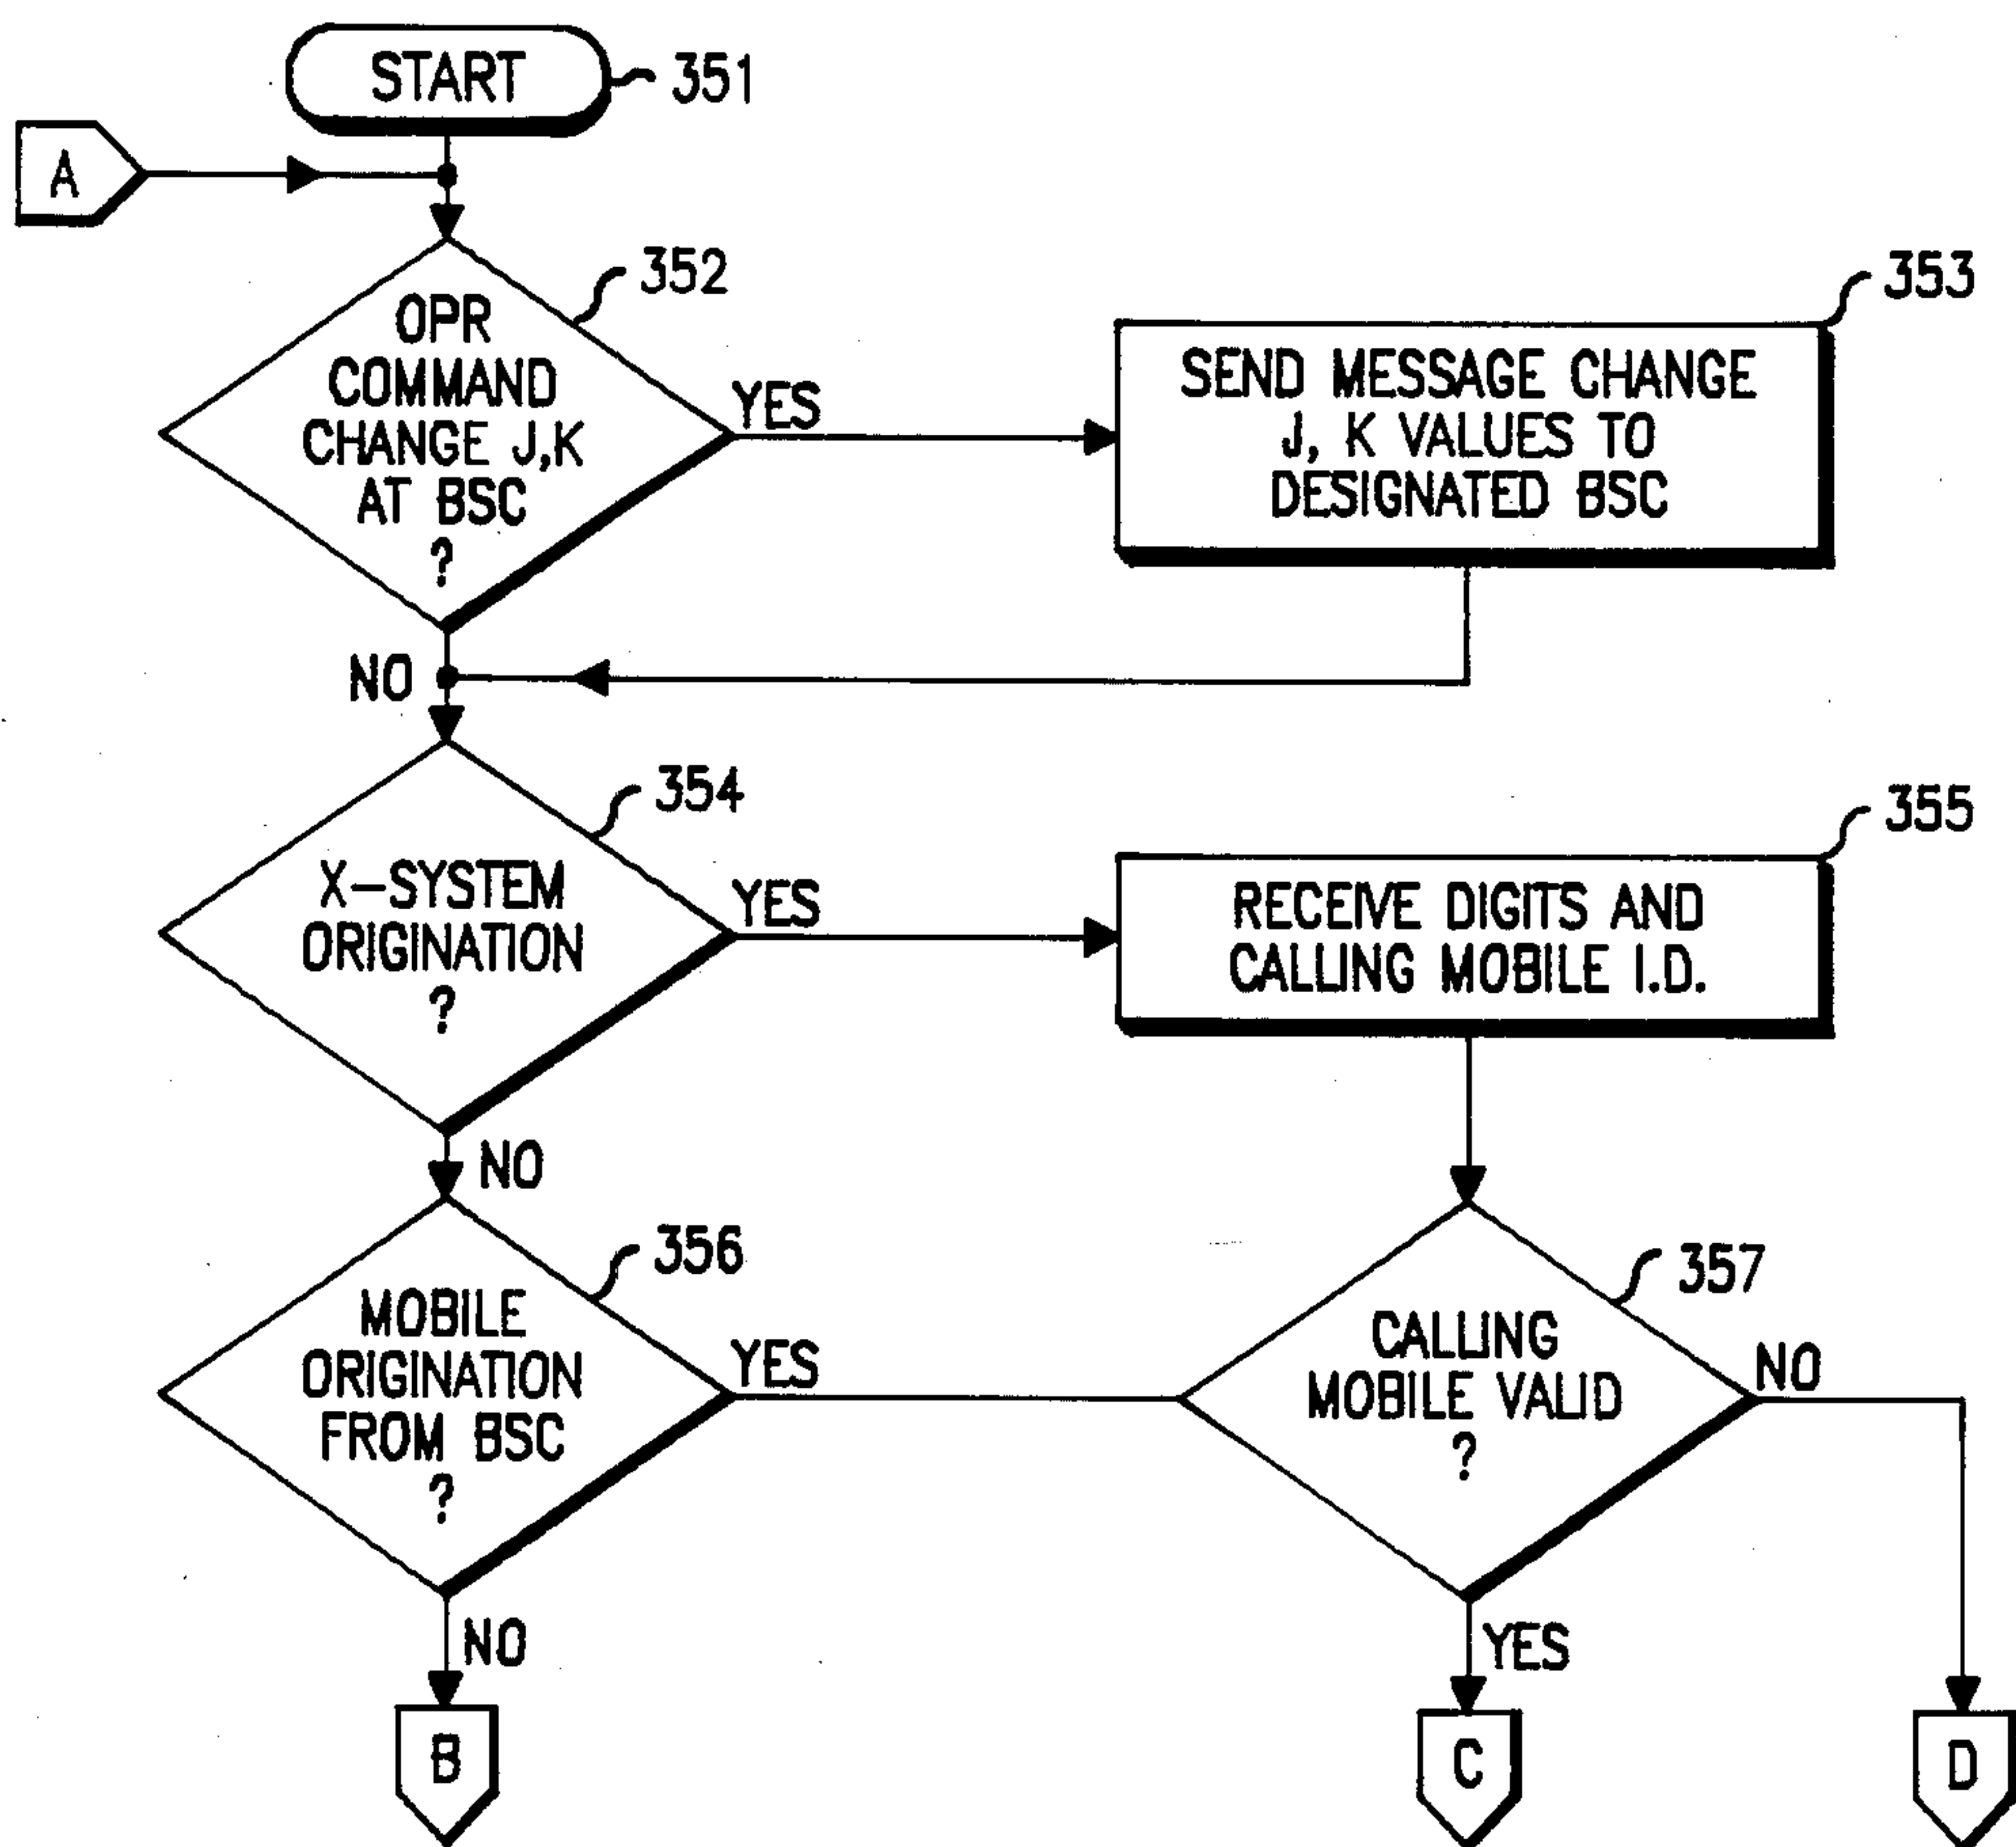 START
351
A
352
OPR
COMMAND
CHANGE J,K
AT BSC
?
YES
353
SEND MESSAGE CHANGE
J, K VALUES TO
DESIGNATED BSC
NO
354
X-SYSTEM
ORIGINATION
?
YES
355
RECEIVE DIGITS AND
CALLING MOBILE I.D.
NO
356
MOBILE
ORIGINATION
FROM BSC
?
YES
357
CALLING
MOBILE VALID
?
NO
NO
YES
B
C
D